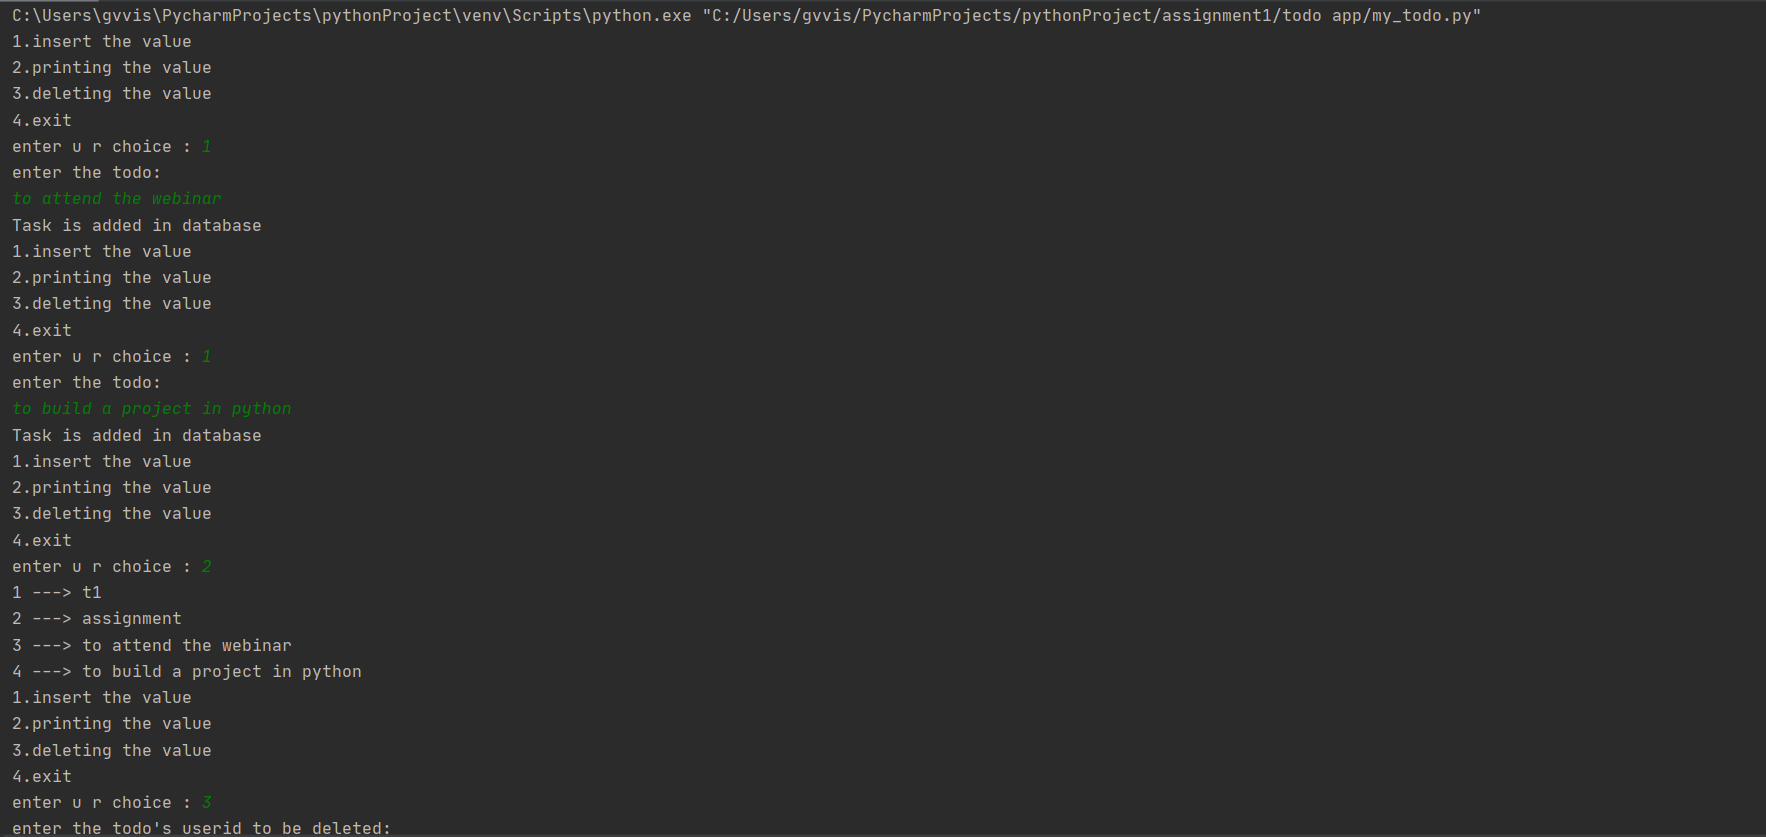 C:\Users\gvvis\PycharmProjects\pythonProject\venv\Scripts\python.exe "C:/Users/gvvis/PycharmProjects/pythonProject/assignment1/todo app/my_todo.py"
1.insert the value
2.printing the value
3.deleting the value
4.exit
enter u r choice : 1
enter the todo:
to attend the webinar
Task is added in database
1.insert the value
2.printing the value
3.deleting the value
4.exit
enter u r choice : 1
enter the todo:
to build a project in python
Task is added in database
1.insert the value
2.printing the value
3.deleting the value
4.exit
enter u r choice : 2
1 ---> t1
2 ---> assignment
3 ---> to attend the webinar
4 ---> to build a project in python
1.insert the value
2.printing the value
3.deleting the value
4.exit
enter u r choice : 3
enter the todo's userid to be deleted: